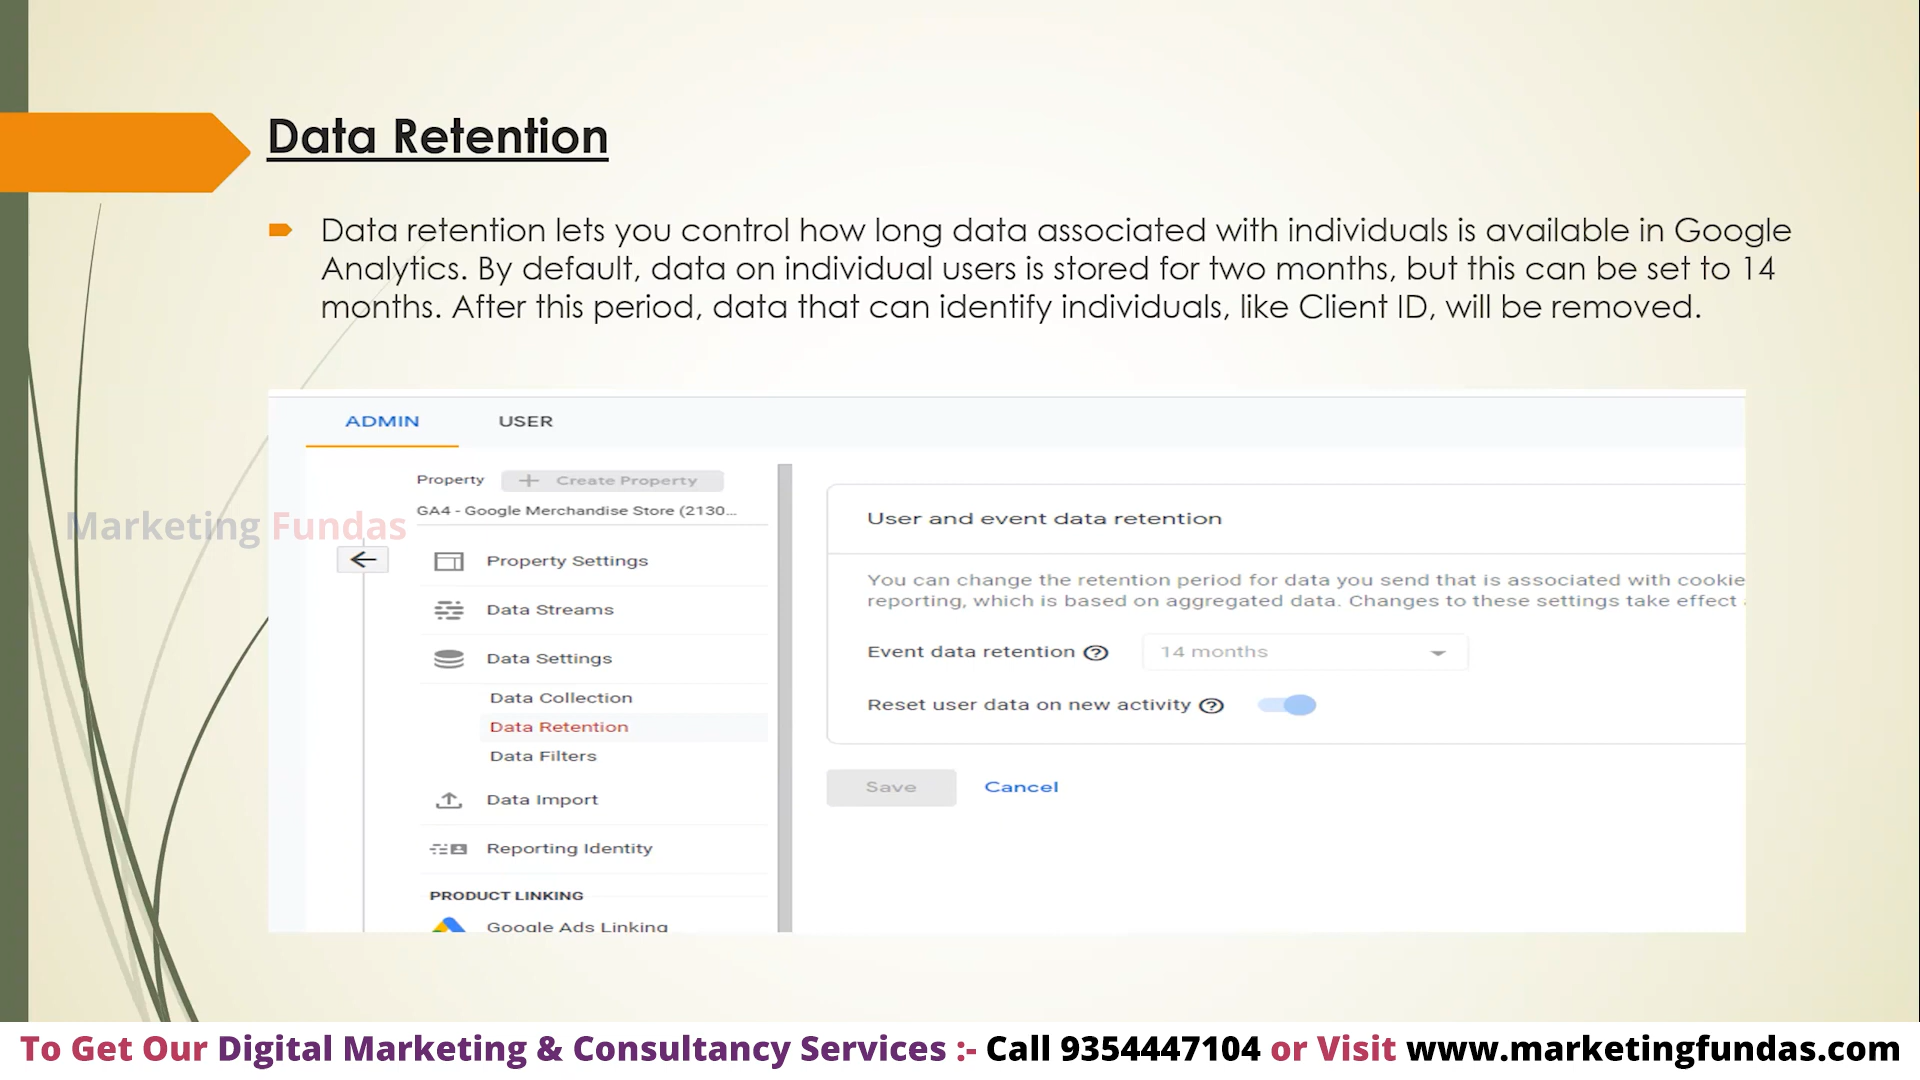 Data Retention
Data retention lets you control how long data associated with individuals is available in Google
Analytics. By default, data on individual users is stored for two months, but this can be set to 14
months. After this period, data that can identify individuals, like Client ID, will be removed.
ADMIN
USER
Property
Create Property
GA4 - Google Merchandise Store (2130...
Marketing Fundas
Property Settings
Data Streams
Data Settings
Data Collection
Data Retention
Data Filters
Data Import
Reporting Identity
PRODUCT LINKING
Google Ads Linking
User and event data retention
You can change the retention period for data you send that is associated with cookie
reporting, which is based on aggregated data. Changes to these settings take effect
Event data retention
14 months
Reset user data on new activity
Save
Cancel
To Get Our Digital Marketing & Consultancy Services :- Call 9354447104 or Visit www.marketingfundas.com